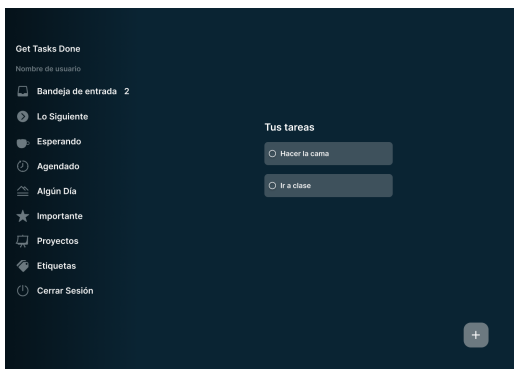 Get Tasks Done
Nombre de usuario
Bandeja de entrada 2
Lo Siguiente
Esperando
Agendado
Algún Día
Importante
Proyectos
Etiquetas
Cerrar Sesión
Tus tareas
Hacer la cama
Ir a clase
+